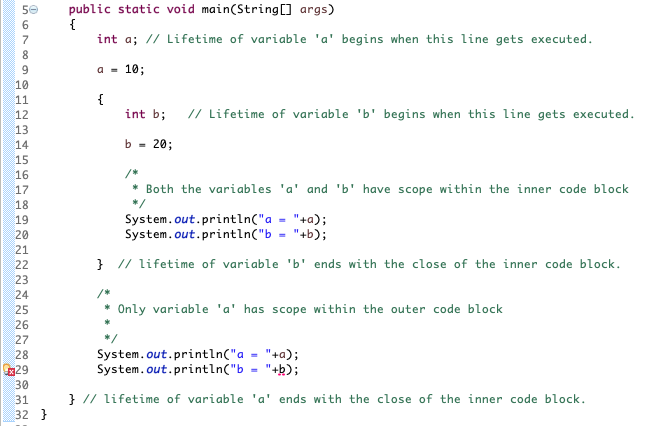 5 public static void main(String[] args)
6 {
7 int a; // Lifetime of variable 'a' begins when this line gets executed.
8
9 a = 10;
10
11 {
12 int b; // Lifetime of variable 'b' begins when this line gets executed.
13
14 b = 20;
15
16 /*
17 * Both the variables 'a' and 'b' have scope within the inner code block
18 */
19 System.out.println("a = "+a);
20 System.out.println("b = "+b);
21
22 } // lifetime of variable 'b' ends with the close of the inner code block.
23
24 /*
25 * Only variable 'a' has scope within the outer code block
26 *
27 */
28 System.out.println("a = "+a);
29 System.out.println("b = "+b);
30
31 } // lifetime of variable 'a' ends with the close of the inner code block.
32 }